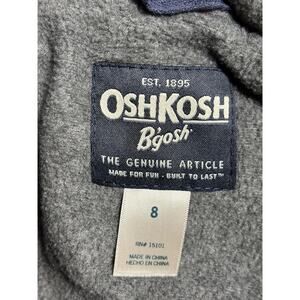 EST. 1895
OSHKOSH
B'gosh
THE GENUINE ARTICLE
MADE FOR FUN · BUILT TO LAST™
8
RN# 15101
MADE IN CHINA
HECHO EN CHINA